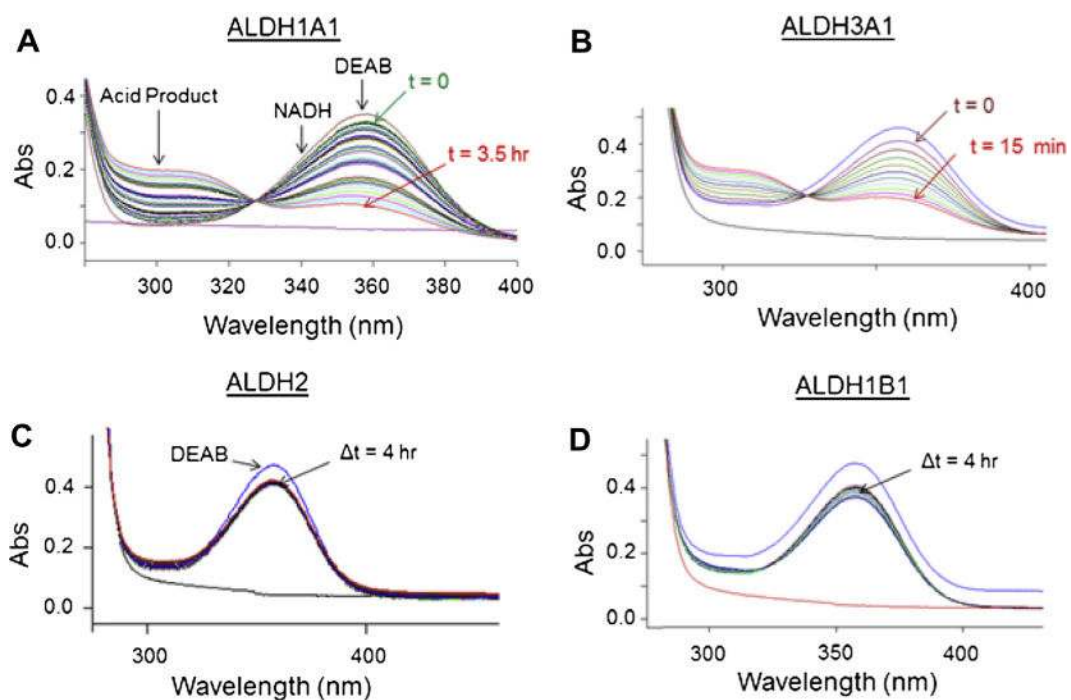 A
ALDH1A1
DEAB
t = 0
Acid Product
NADH
t = 3.5 hr
0.4
0.2
0.0
Abs
300
320
340
360
380
400
Wavelength (nm)
B
ALDH3A1
t = 0
t = 15 min
0.4
0.3
0.2
0.1
0
Abs
300
400
Wavelength (nm)
C
ALDH2
DEAB
Δt = 4 hr
0.4
0.2
0.0
Abs
300
400
Wavelength (nm)
D
ALDH1B1
Δt = 4 hr
0.4
0.2
0.0
Abs
300
350
400
Wavelength (nm)